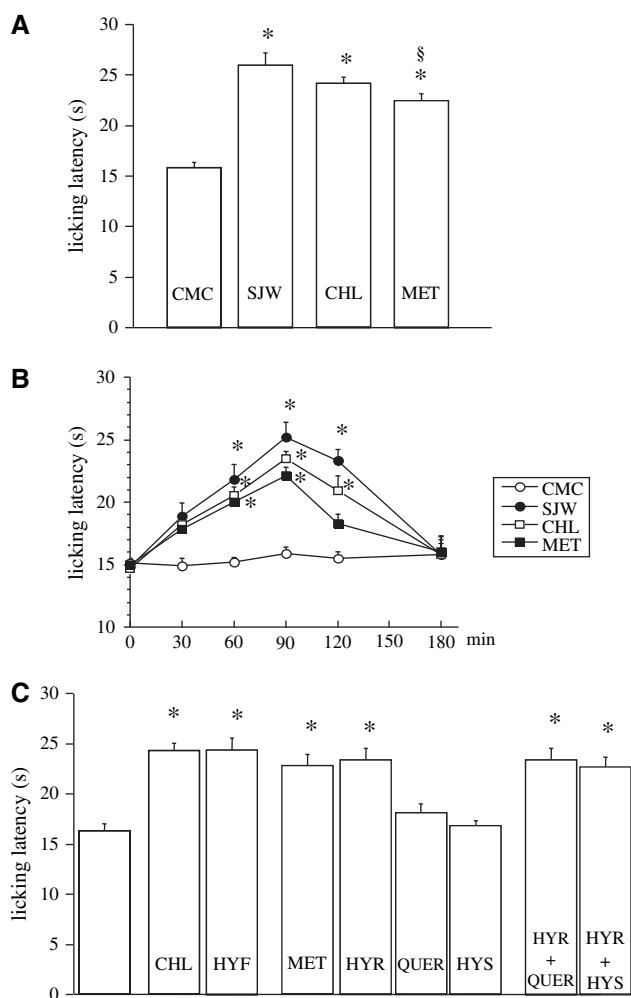 A
licking latency (s)
30
25
20
15
10
5
0
*
*
§
*
CMC
SJW
CHL
MET
B
licking latency (s)
30
25
20
15
10
*
*
*
*
*
*
*
*
0
30
60
90
120
150
180
min
CMC
SJW
CHL
MET
C
licking latency (s)
30
25
20
15
10
5
0
*
*
*
*
*
*
CHL
HYF
MET
HYR
QUER
HYS
HYR
+
QUER
HYR
+
HYS